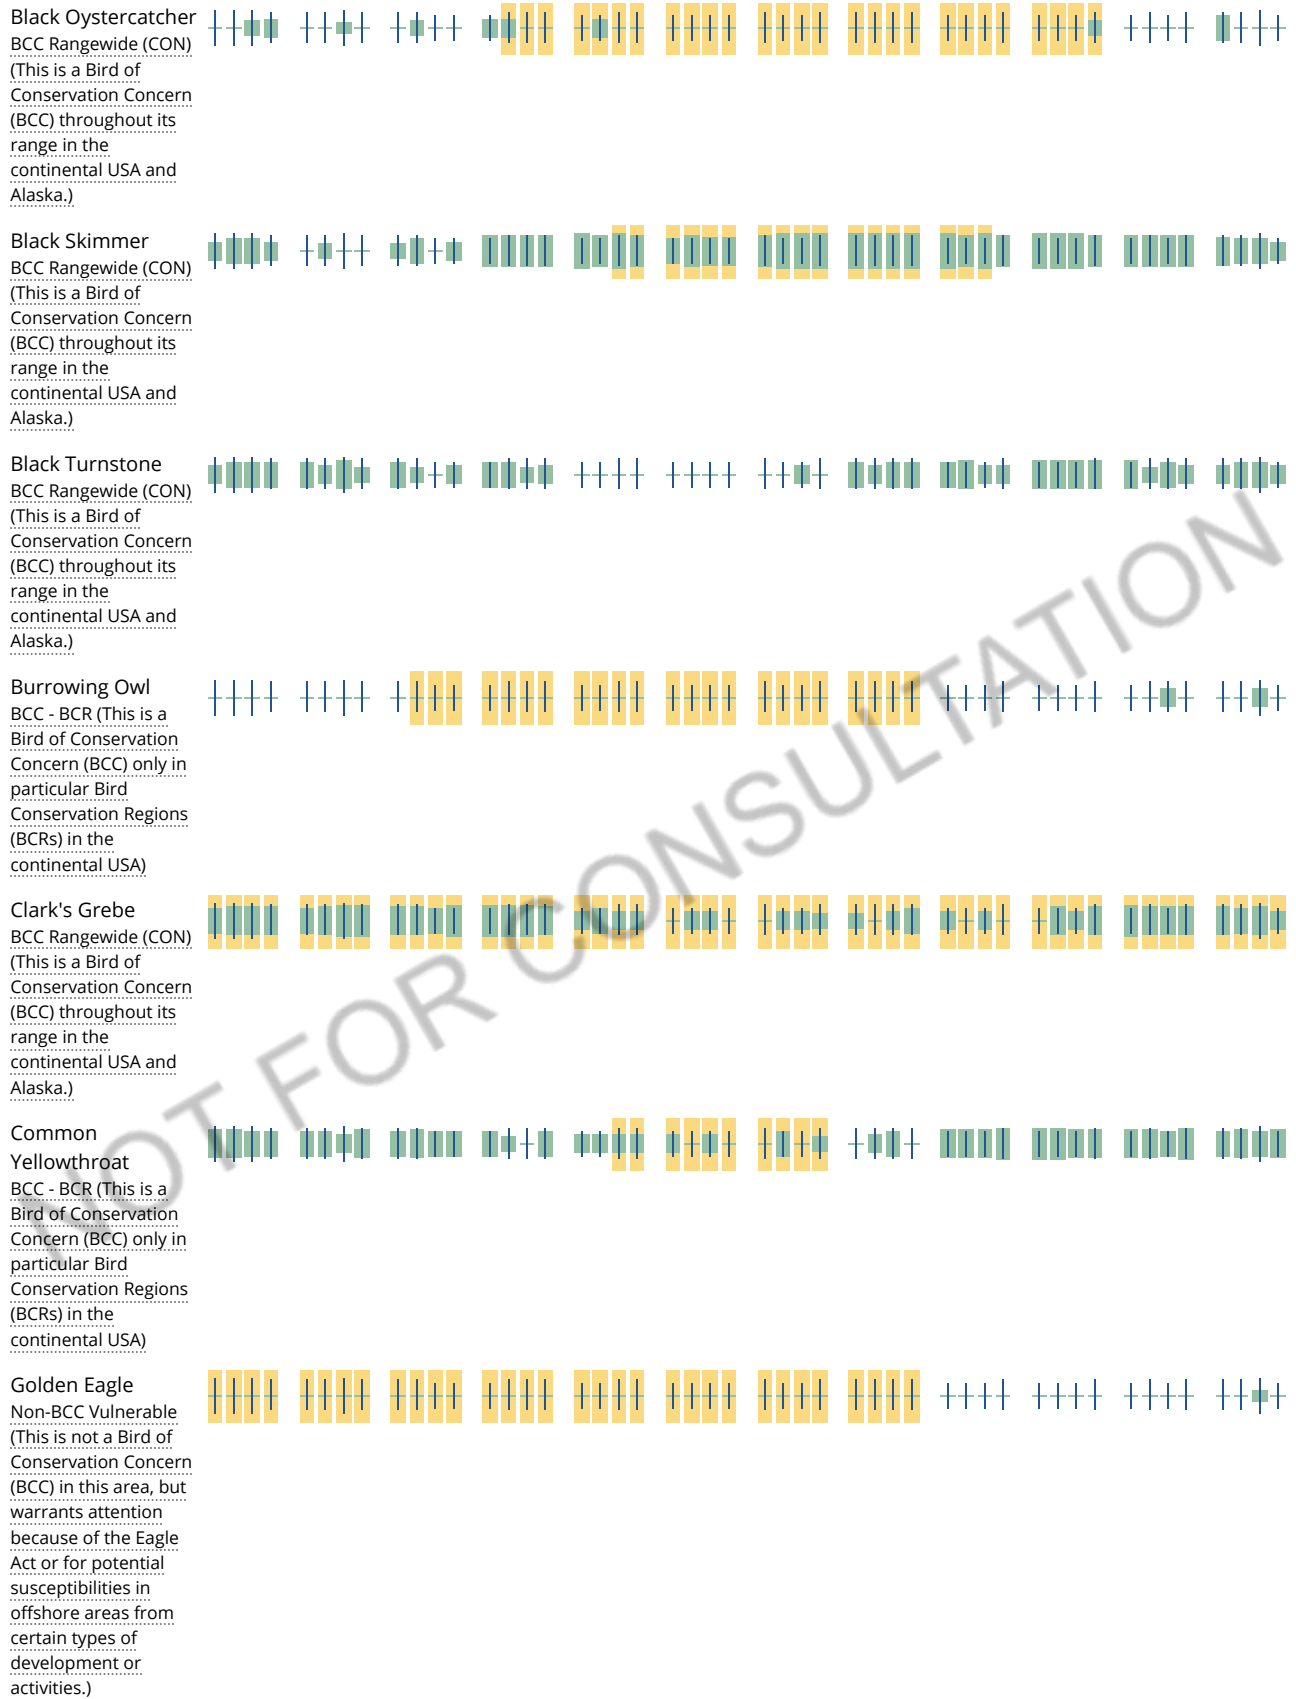 Black Oystercatcher
BCC Rangewide (CON)
(This is a Bird of
Conservation Concern
(BCC) throughout its
range in the
continental USA and
Alaska.)
Black Skimmer
BCC Rangewide (CON)
(This is a Bird of
Conservation Concern
(BCC) throughout its
range in the
continental USA and
Alaska.)
Black Turnstone
BCC Rangewide (CON)
(This is a Bird of
Conservation Concern
(BCC) throughout its
range in the
continental USA and
Alaska.)
Burrowing Owl
BCC - BCR (This is a
Bird of Conservation
Concern (BCC) only in
particular Bird
Conservation Regions
(BCRs) in the
continental USA)
Clark's Grebe
BCC Rangewide (CON)
(This is a Bird of
Conservation Concern
(BCC) throughout its
range in the
continental USA and
Alaska.)
Common
Yellowthroat
BCC - BCR (This is a
Bird of Conservation
Concern (BCC) only in
particular Bird
Conservation Regions
(BCRs) in the
continental USA)
Golden Eagle
Non-BCC Vulnerable
(This is not a Bird of
Conservation Concern
(BCC) in this area, but
warrants attention
because of the Eagle
Act or for potential
susceptibilities in
offshore areas from
certain types of
development or
activities.)
NOT FOR CONSULTATION